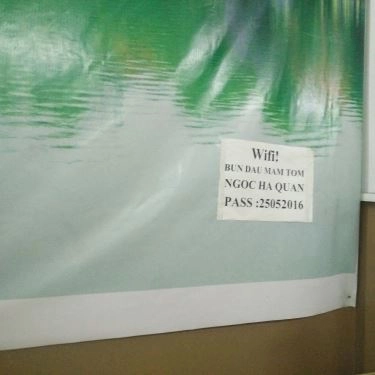 Wifi!
BUN DAU MAM TOM
NGOC HA QUAN
PASS :25052016